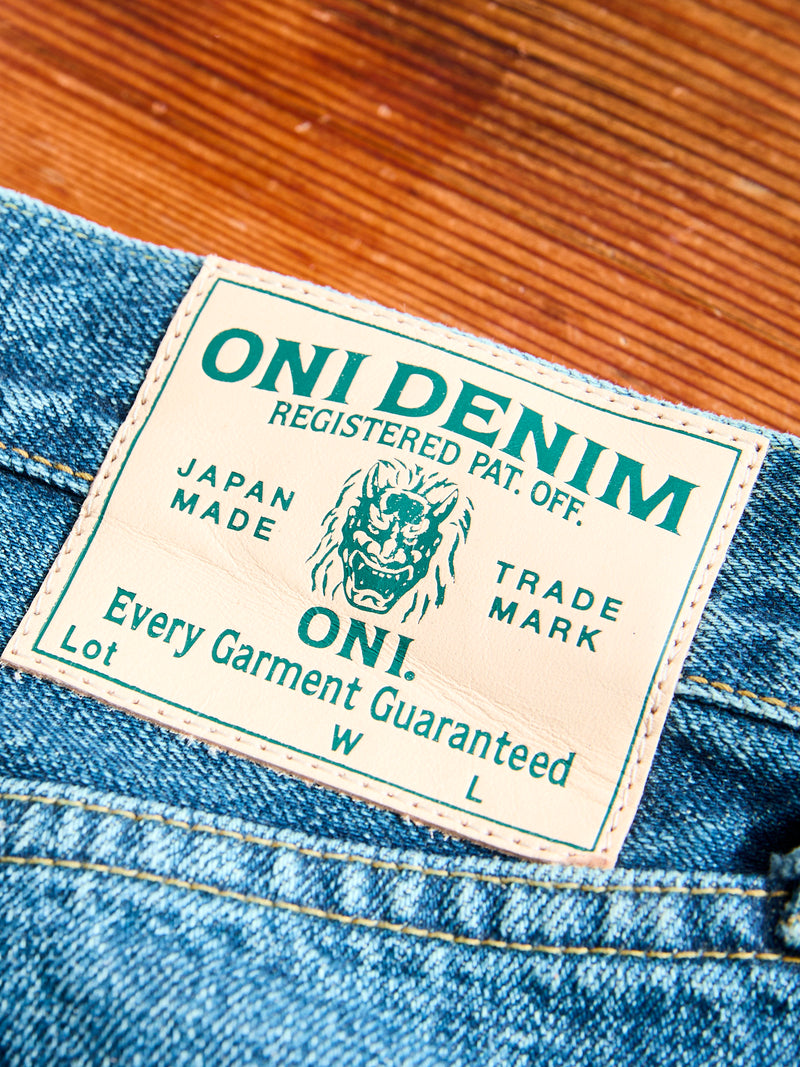 ONI DENIM
REGISTERED PAT. OFF.
JAPAN
MADE
TRADE
MARK
ONI.
Every Garment Guaranteed
Lot
W
L